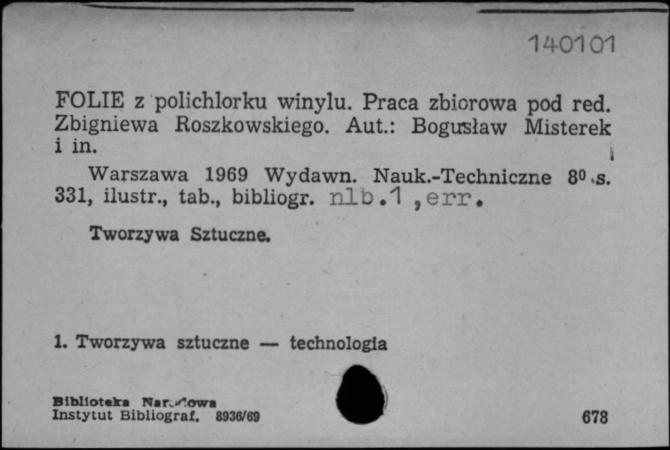 140101
FOLIE z polichlorku winylu. Praca zbiorowa pod red.
Zbigniewa Roszkowskiego. Aut.: Bogusław Misterek
i in.
Warszawa 1969 Wydawn. Nauk.-Techniczne 8⁰ s.
331, ilustr., tab., bibliogr. nlb.1 ,err.
Tworzywa Sztuczne.
1. Tworzywa sztuczne — technologia
Biblioteka Narodowa
Instytut Bibliograf. 8936/69
678